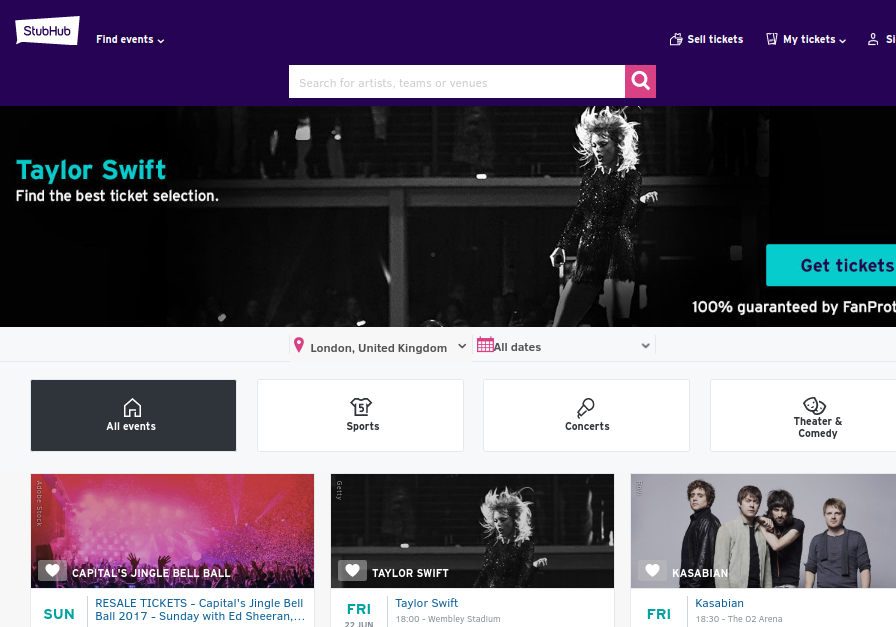 StubHub
Find events
Sell tickets
My tickets
Si
Search for artists, teams or venues
Taylor Swift
Find the best ticket selection.
Get tickets
100% guaranteed by FanProt
London, United Kingdom
All dates
All events
5
Sports
Concerts
Theater &
Comedy
Adobe Stock
CAPITAL'S JINGLE BELL BALL
Getty
TAYLOR SWIFT
KASABIAN
SUN
RESALE TICKETS - Capital's Jingle Bell
Ball 2017 - Sunday with Ed Sheeran,...
FRI
22 JUN
Taylor Swift
18:00 - Wembley Stadium
FRI
Kasabian
18:30 - The O2 Arena